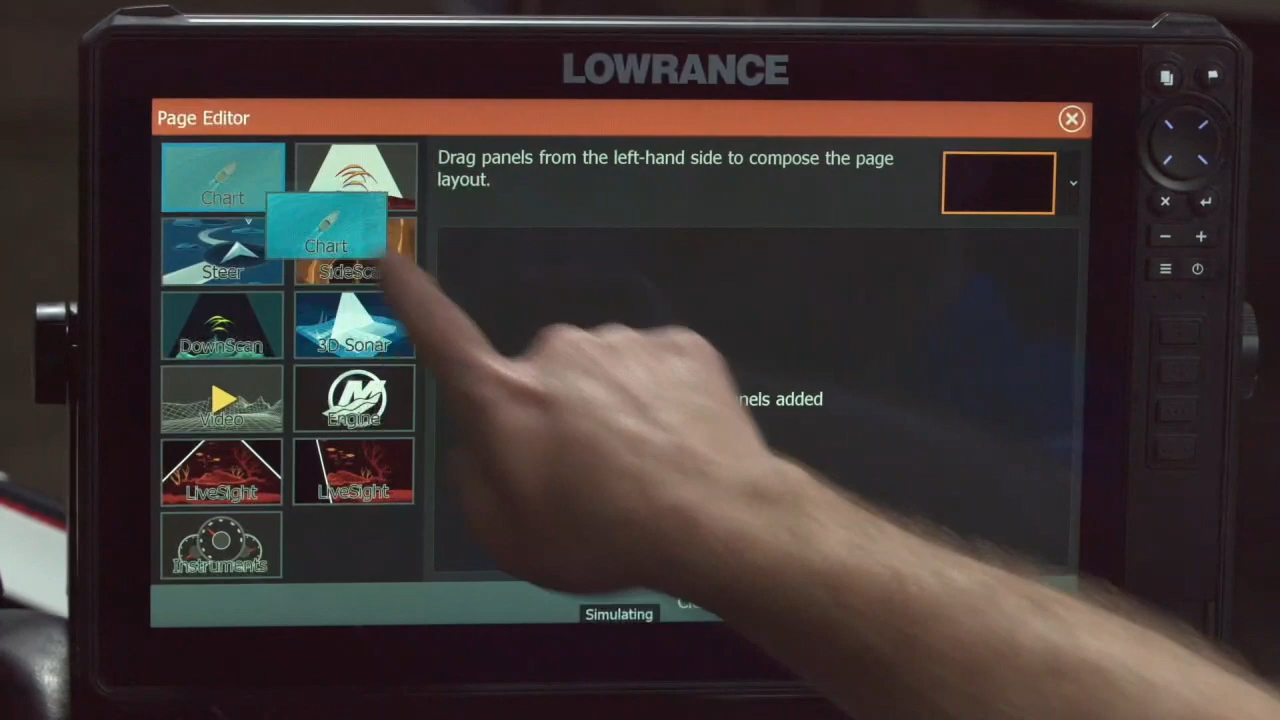 LOWRANCE
Page Editor
Drag panels from the left-hand side to compose the page
layout.
Chart
Chart
Steer
DownScan
3D Sonar
Video
Engine
LiveSight
LiveSight
Instruments
added
Simulating